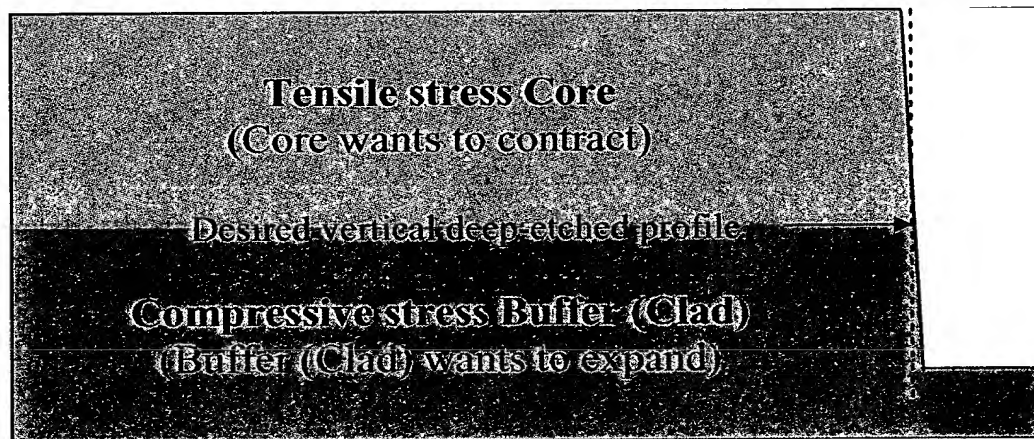 Tensile stress Core
(Core wants to contract)
Desired vertical deep-etched profile
Compressive stress Buffer (Clad)
(Buffer (Clad) wants to expand)